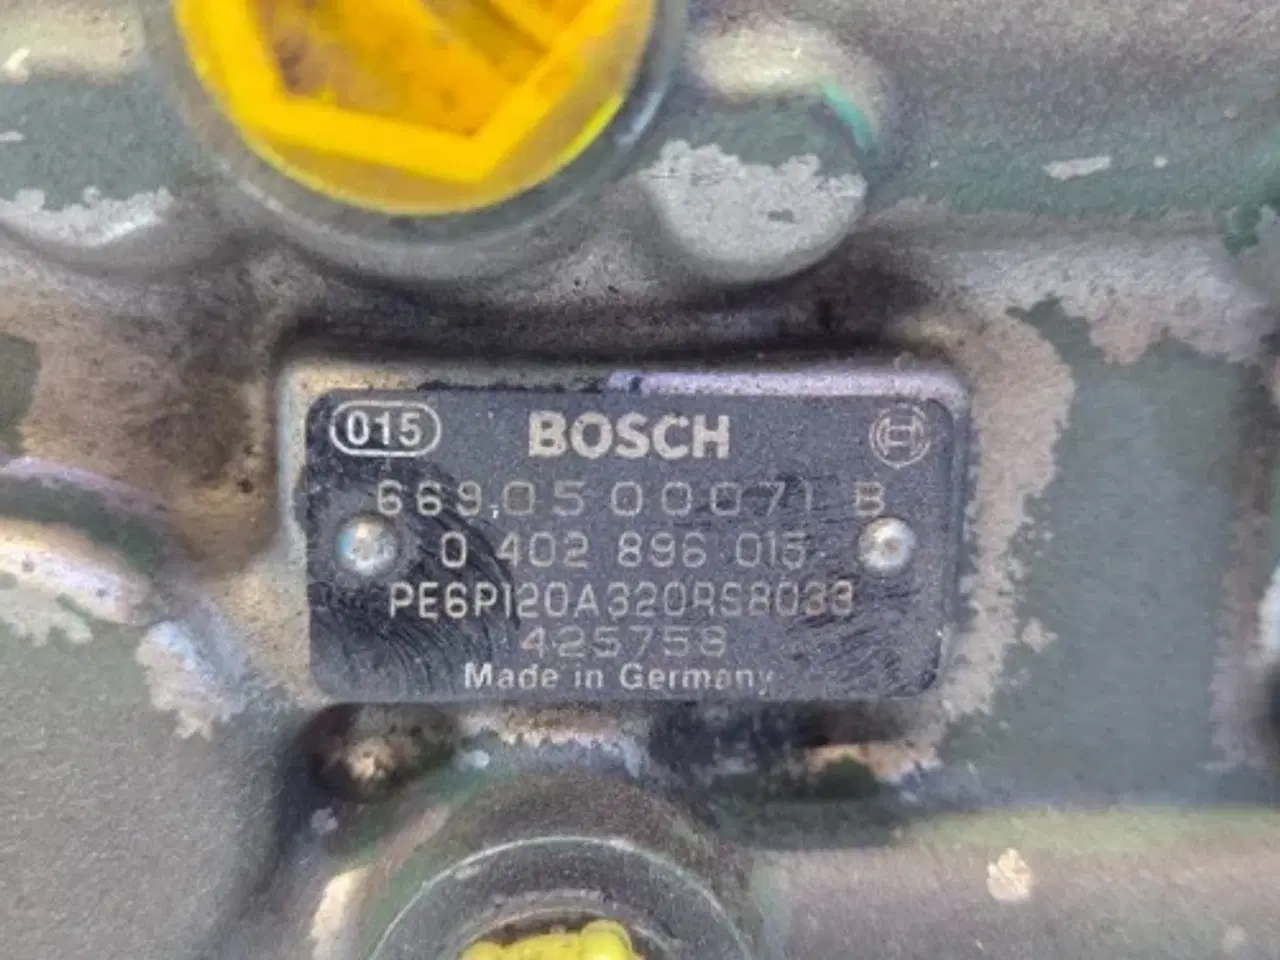 015 BOSCH
669,0500071 B
0 402 896 015
PE6P120A320RS8033
425758
Made in Germany